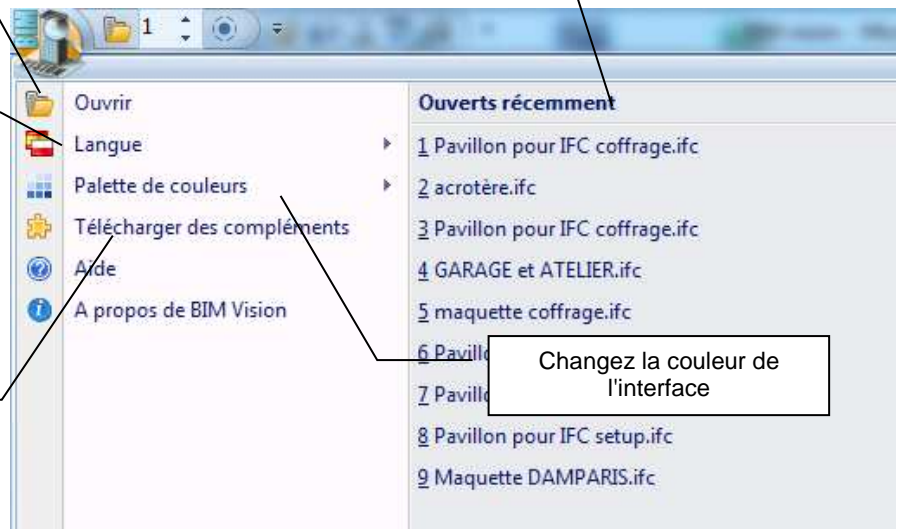 1
Ouvrir
Langue
Palette de couleurs
Télécharger des compléments
Aide
A propos de BIM Vision
Ouverts récemment
1 Pavillon pour IFC coffrage.ifc
2 acrotère.ifc
3 Pavillon pour IFC coffrage.ifc
4 GARAGE et ATELIER.ifc
5 maquette coffrage.ifc
6
7
8 Pavillon pour IFC setup.ifc
9 Maquette DAMPARIS.ifc
Changez la couleur de
l'interface